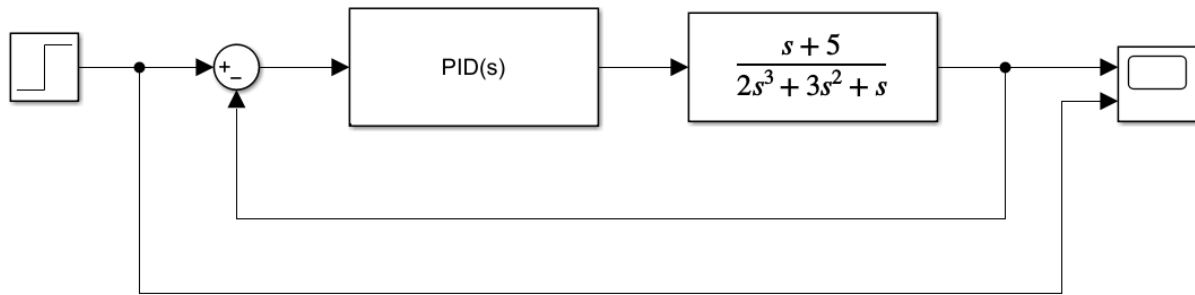 +
−
PID(s)
s + 5
2s³ + 3s² + s